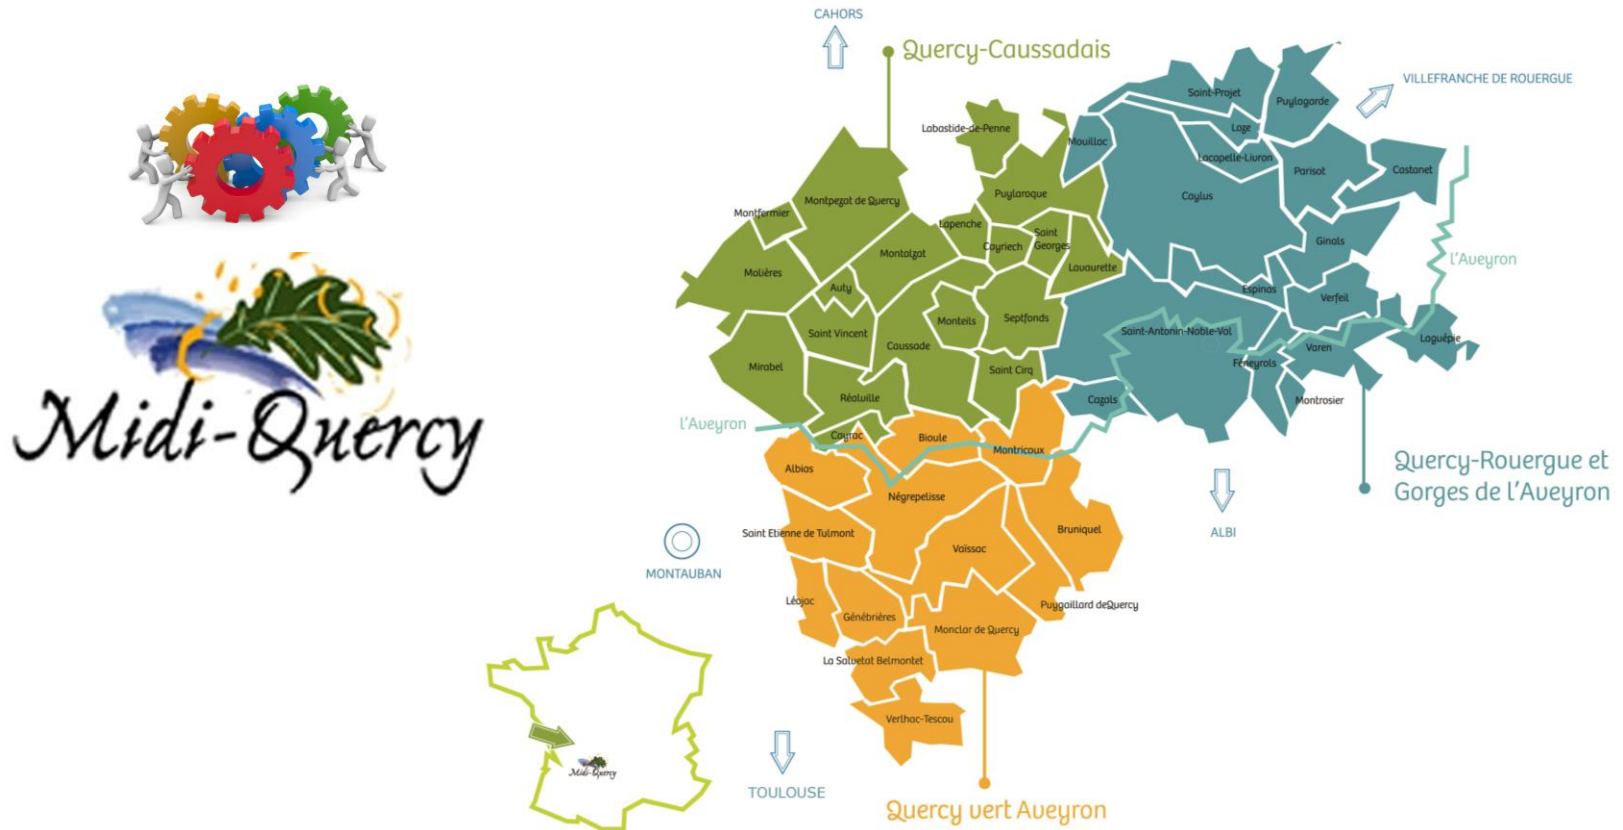 CAHORS
Quercy-Caussadais
VILLEFRANCHE DE ROUERGUE
Saint-Projet
Puylagarde
Labastide-de-Penne
Mouillac
Loze
Lacapelle-Livron
Parisot
Castanet
Montpezat de Quercy
Puylaroque
Caylus
Montfermier
Lapenche
Saint
Georges
Cayriech
Ginals
Montalzat
l'Aveyron
Molières
Lavaurette
Auty
Espinas
Verfeil
Monteils
Septfonds
Saint Vincent
Saint-Antonin-Noble-Val
Caussade
Varen
Laguépie
Mirabel
Saint Cirq
Féneyrols
Réalville
Cazals
Montrosier
Midi-Quercy
l'Aveyron
Cayrac
Bioule
Montricoux
Quercy-Rouergue et
Gorges de l'Aveyron
Albias
Nègrepelisse
Saint Etienne de Tulmont
Bruniquel
ALBI
Vaïssac
MONTAUBAN
Léojac
Puygaillard deQuercy
Génébrières
Monclar de Quercy
La Salvetat Belmontet
Verlhac-Tescou
Midi-Quercy
TOULOUSE
Quercy vert Aveyron